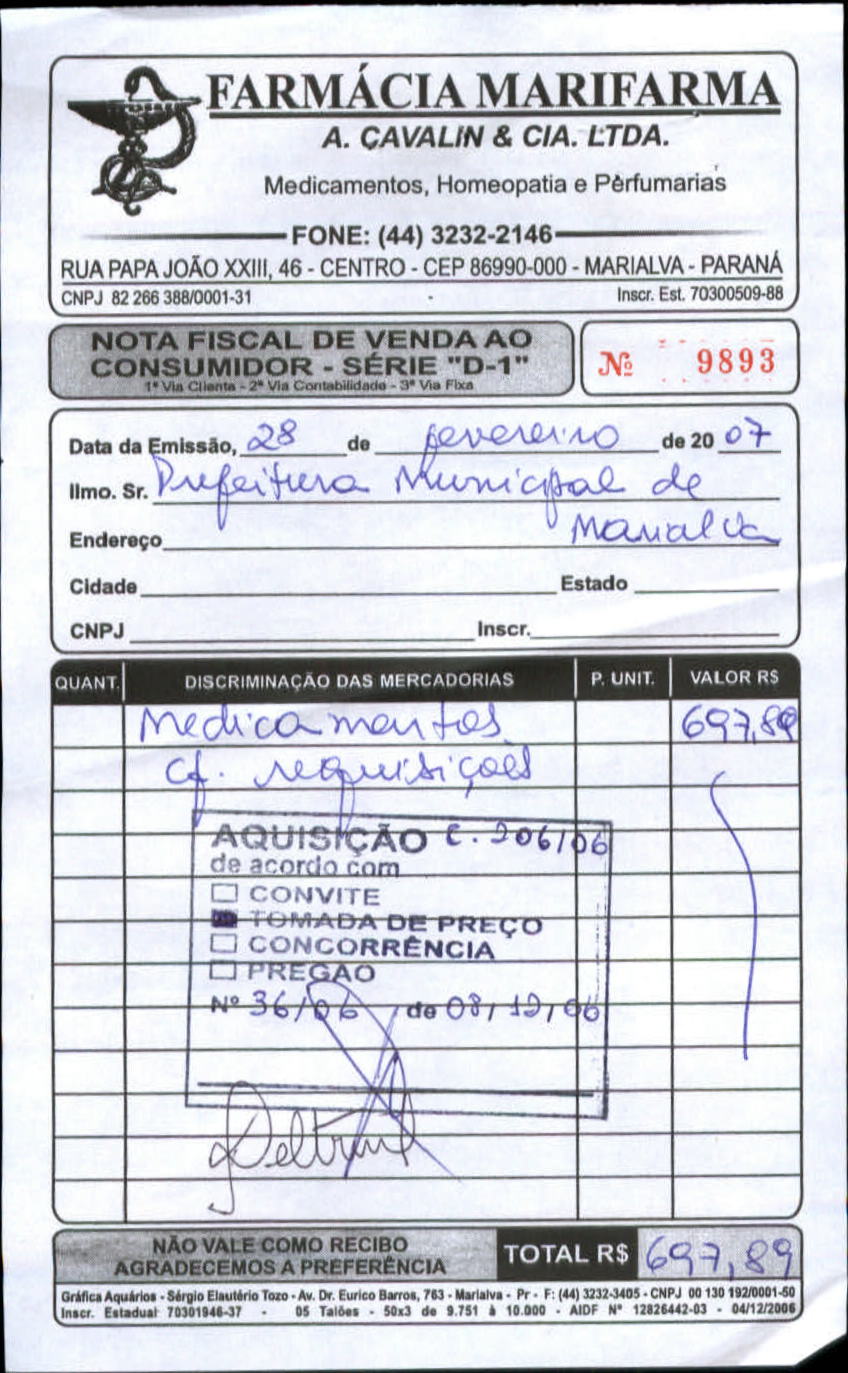 FARMÁCIA MARIFARMA
A. CAVALIN & CIA. LTDA.
Medicamentos, Homeopatia e Perfumarias
FONE: (44) 3232-2146
RUA PAPA JOÃO XXIII, 46 - CENTRO - CEP 86990-000 - MARIALVA - PARANÁ
CNPJ 82 266 388/0001-31 Inscr. Est. 70300509-88
NOTA FISCAL DE VENDA AO
CONSUMIDOR - SÉRIE "D-1"
1ª Via Cliente - 2ª Via Contabilidade - 3ª Via Fixa
Nº 9893
Data da Emissão, 28 de fevereiro de 20 07
Ilmo. Sr. Prefeitura Municipal de
Endereço Marialva
Cidade Estado
CNPJ Inscr.
QUANT. DISCRIMINAÇÃO DAS MERCADORIAS P. UNIT. VALOR R$
Medicamentos 697,89
cf. requisições
AQUISIÇÃO C. 206/06
de acordo com
CONVITE
TOMADA DE PREÇO
CONCORRÊNCIA
PREGÃO
Nº 36/06 de 08/12/06
NÃO VALE COMO RECIBO
AGRADECEMOS A PREFERÊNCIA
TOTAL R$ 697,89
Gráfica Aquários - Sérgio Elautério Tozo - Av. Dr. Eurico Barros, 763 - Marialva - Pr - F: (44) 3232-3405 - CNPJ 00 130 192/0001-50
Inscr. Estadual 70301946-37 - 05 Talões - 50x3 de 9.751 à 10.000 - AIDF Nº 12826442-03 - 04/12/2006